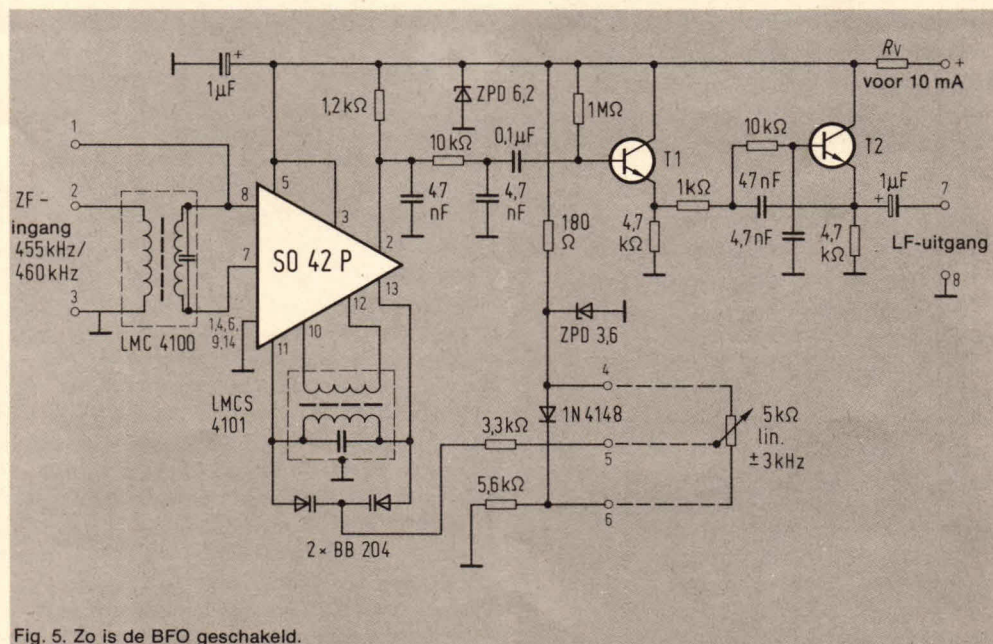 1µF
+
1,2kΩ
ZPD 6,2
1MΩ
Rv
+
voor 10 mA
1
2
ZF-
ingang
455kHz/
460kHz
3
LMC 4100
8
7
1,4,6,
9,14
5
3
SO 42 P
2
13
12
10
11
10kΩ
0,1µF
47
nF
4,7
nF
T1
4,7
kΩ
1kΩ
10kΩ
47nF
4,7nF
T2
4,7
kΩ
+
1µF
7
LF-uitgang
8
180
Ω
ZPD 3,6
LMCS
4101
1N 4148
4
3,3kΩ
5
5kΩ
lin.
±3kHz
5,6kΩ
6
2× BB 204
Fig. 5. Zo is de BFO geschakeld.